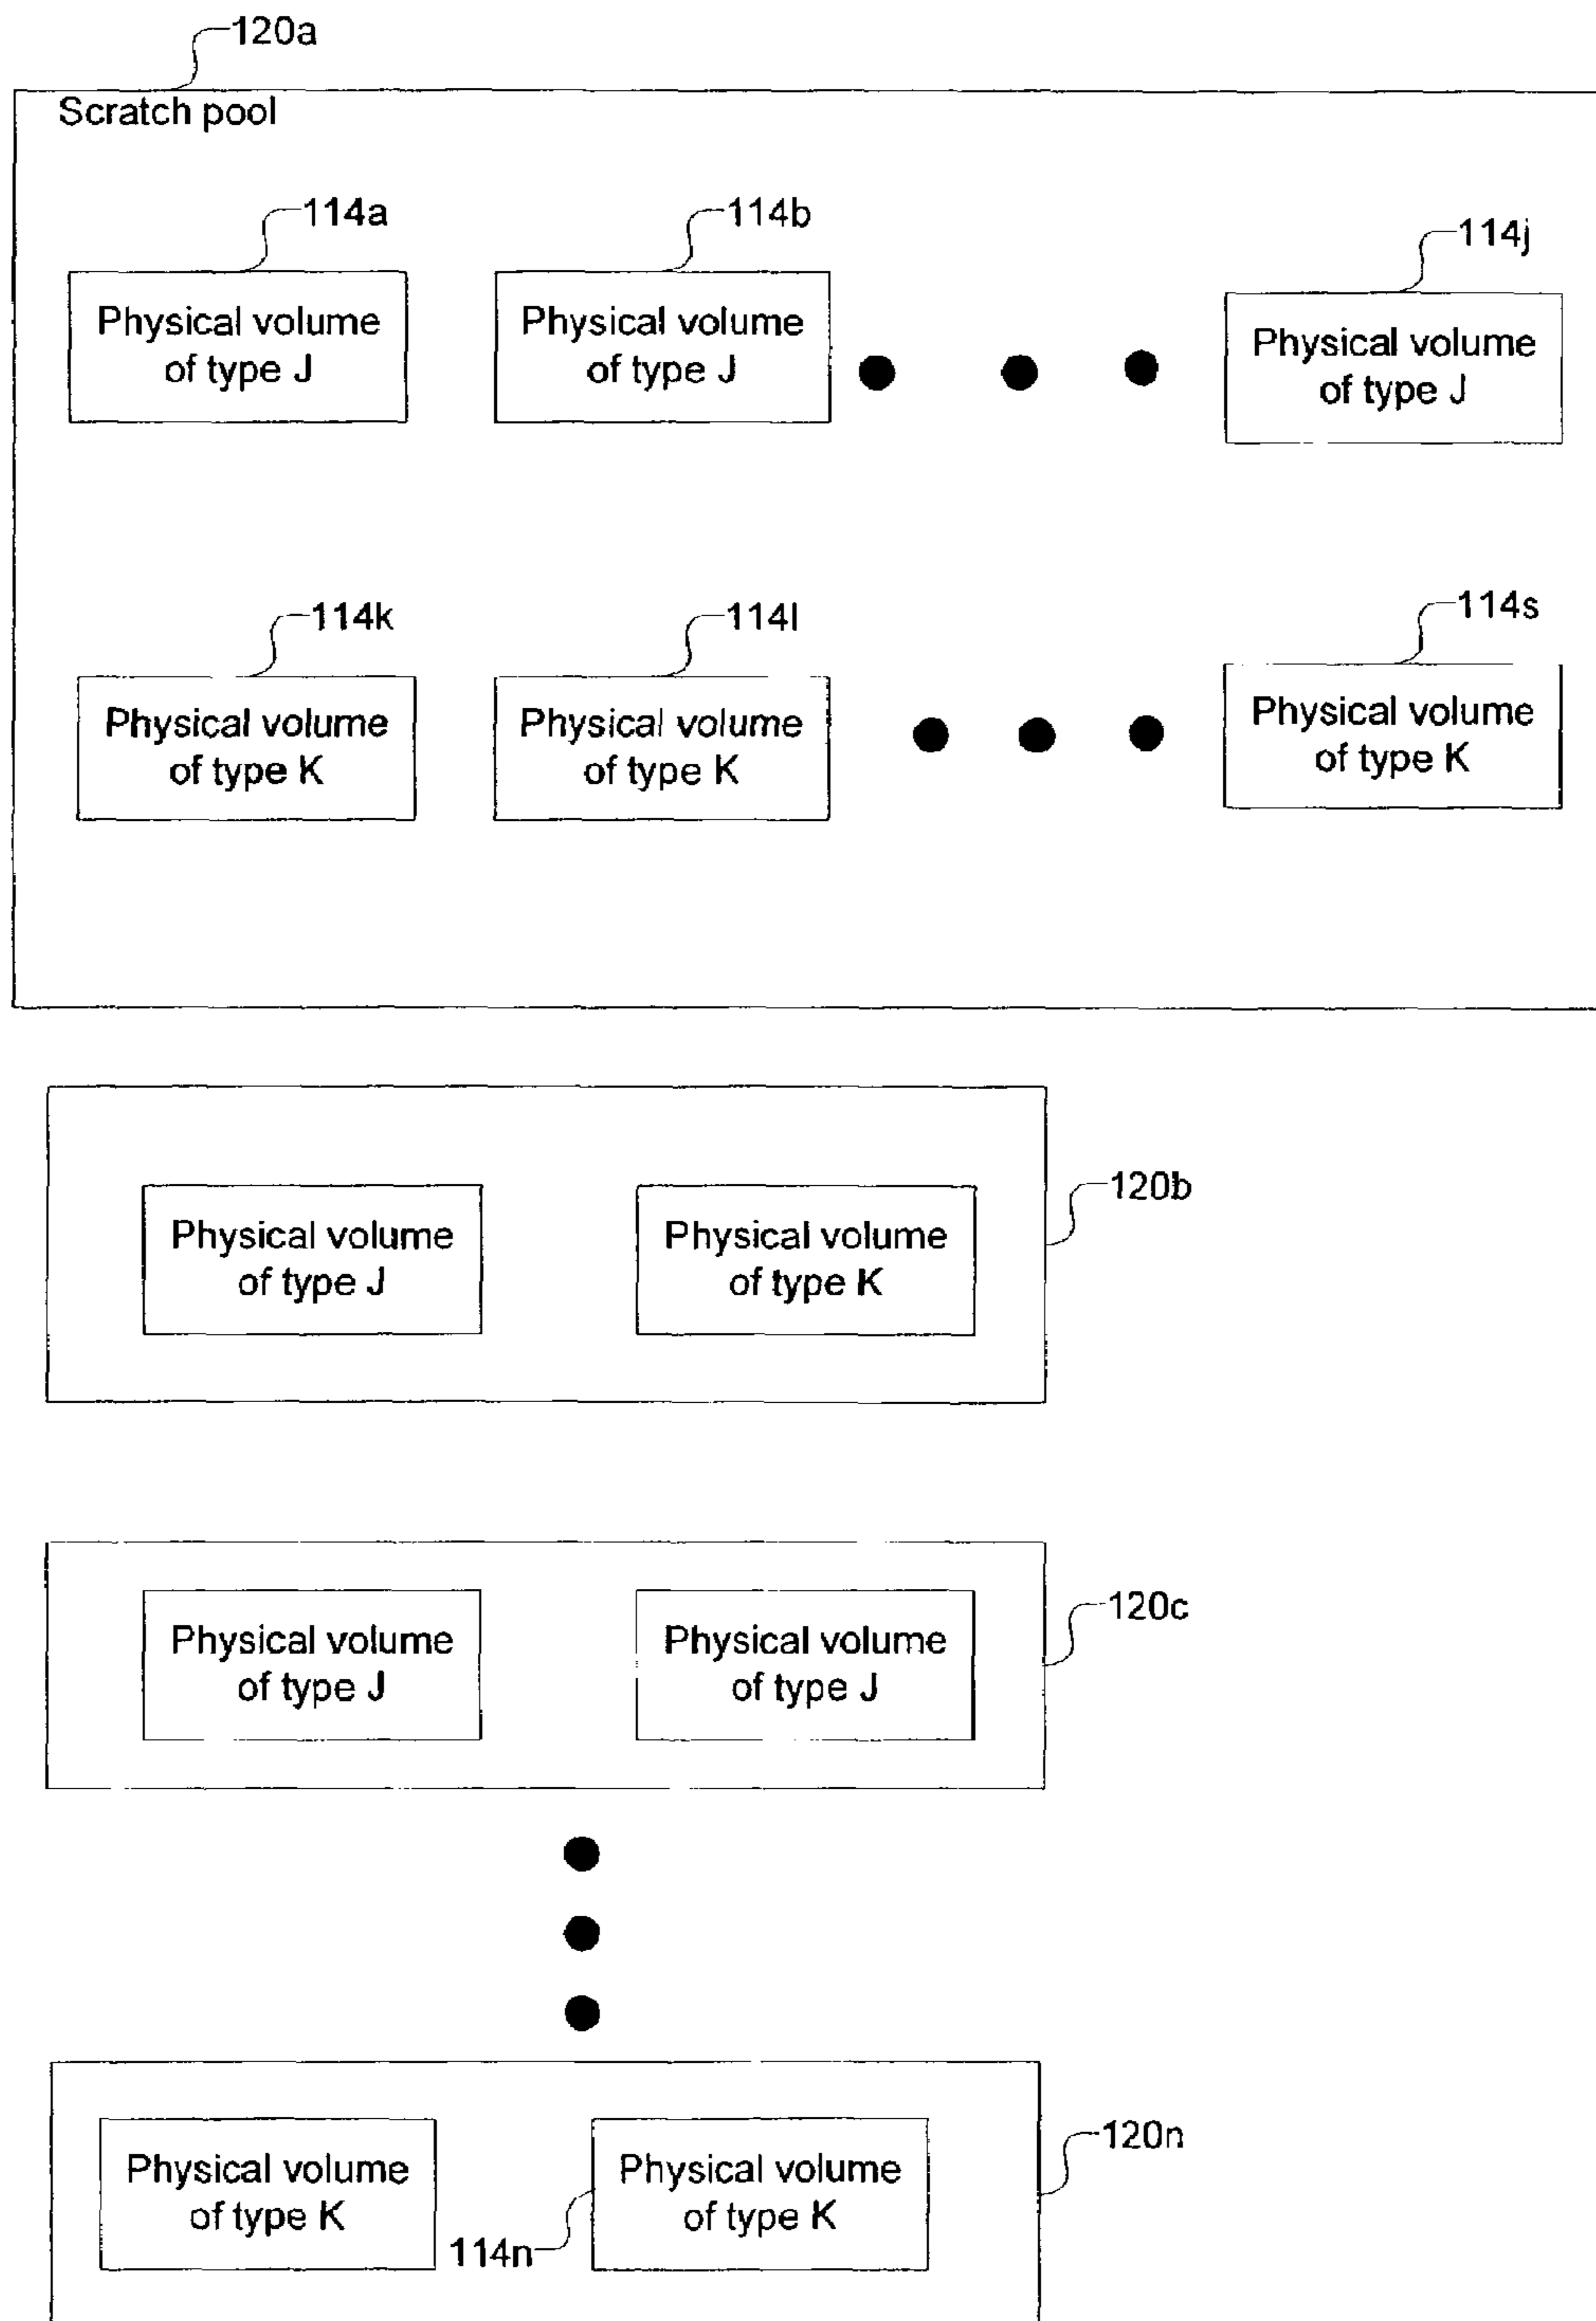 120a
Scratch pool
114a
114b
114j
Physical volume
of type J
Physical volume
of type J
Physical volume
of type J
114k
114l
114s
Physical volume
of type K
Physical volume
of type K
Physical volume
of type K
120b
Physical volume
of type J
Physical volume
of type K
120c
Physical volume
of type J
Physical volume
of type J
120n
Physical volume
of type K
Physical volume
of type K
114n